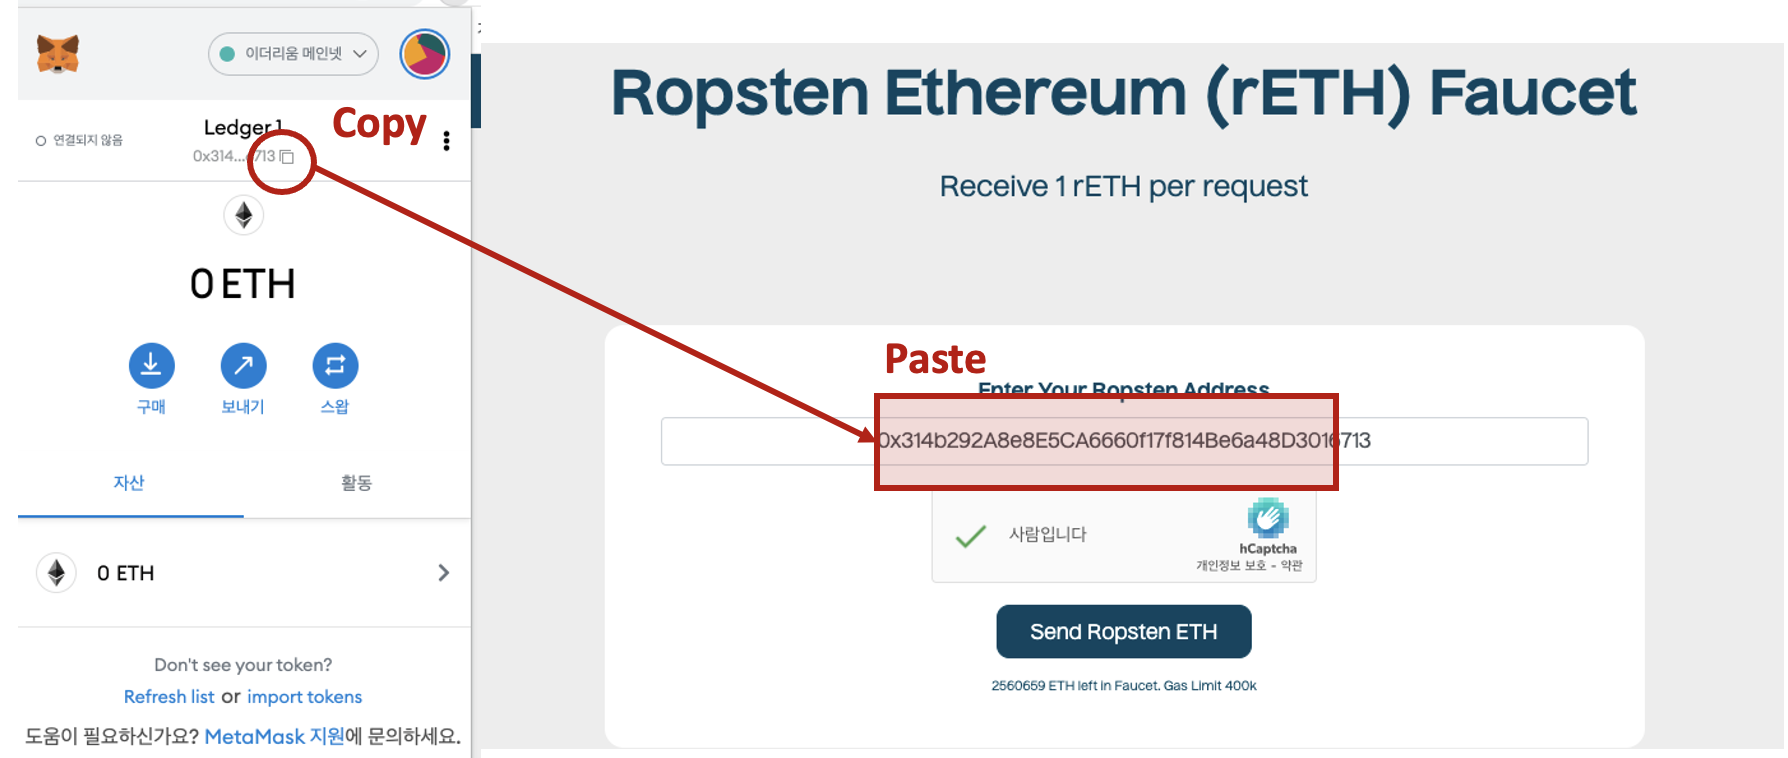 이더리움 메인넷
연결되지 않음
Ledger 1
0x314...6713
Copy
0 ETH
구매
보내기
스왑
자산
활동
0 ETH
Don't see your token?
Refresh list or import tokens
도움이 필요하신가요? MetaMask 지원에 문의하세요.
Ropsten Ethereum (rETH) Faucet
Receive 1 rETH per request
Paste
Enter Your Ropsten Address
0x314b292A8e8E5CA6660f17f814Be6a48D3016713
사람입니다
hCaptcha
개인정보 보호 - 약관
Send Ropsten ETH
2560659 ETH left in Faucet. Gas Limit 400k